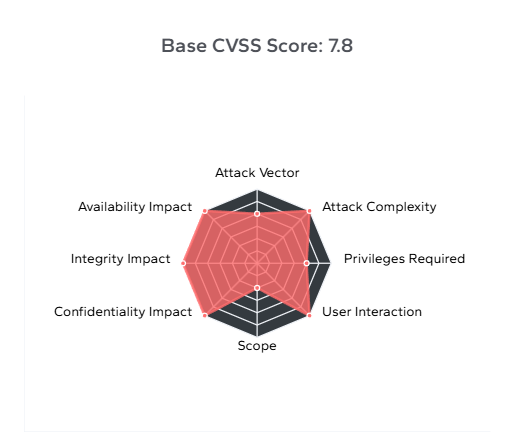 Base CVSS Score: 7.8
Attack Vector
Availability Impact
Attack Complexity
Integrity Impact
Privileges Required
Confidentiality Impact
User Interaction
Scope